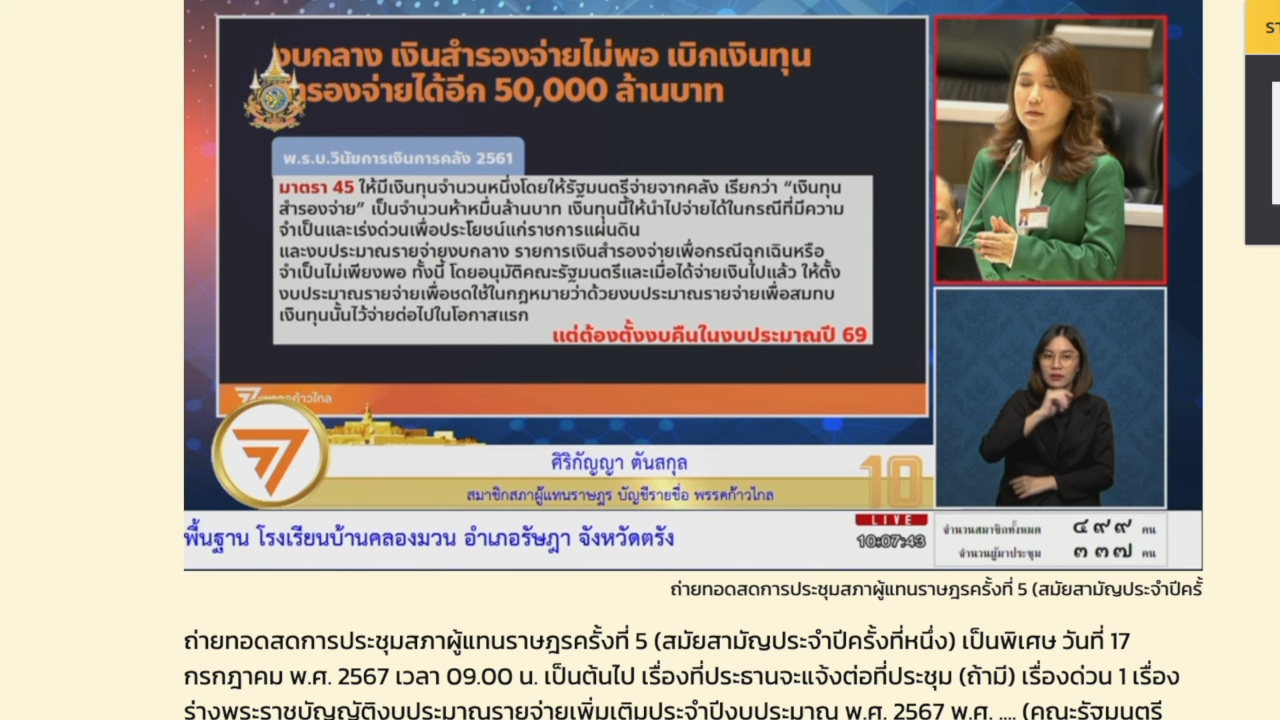 งบกลาง เงินสำรองจ่ายไม่พอ เบิกเงินทุน
รองจ่ายได้อีก 50,000 ล้านบาท
พ.ร.บ.วินัยการเงินการคลัง 2561
มาตรา 45 ให้มีเงินทุนจำนวนหนึ่งโดยให้รัฐมนตรีจ่ายจากคลัง เรียกว่า “เงินทุน
สำรองจ่าย” เป็นจำนวนห้าหมื่นล้านบาท เงินทุนนี้ให้นำไปจ่ายได้ในกรณีที่มีความ
จำเป็นและเร่งด่วนเพื่อประโยชน์แก่ราชการแผ่นดิน
และงบประมาณรายจ่ายงบกลาง รายการเงินสำรองจ่ายเพื่อกรณีฉุกเฉินหรือ
จำเป็นไม่เพียงพอ ทั้งนี้ โดยอนุมัติคณะรัฐมนตรีและเมื่อได้จ่ายเงินไปแล้ว ให้ตั้ง
งบประมาณรายจ่ายเพื่อชดใช้ในกฎหมายว่าด้วยงบประมาณรายจ่ายเพื่อสมทบ
เงินทุนนั้นไว้จ่ายต่อไปในโอกาสแรก
แต่ต้องตั้งงบคืนในงบประมาณปี 69
ก้าวไกล
ศิริกัญญา ตันสกุล
สมาชิกสภาผู้แทนราษฎร บัญชีรายชื่อ พรรคก้าวไกล
10
LIVE
10:07:43
พื้นฐาน โรงเรียนบ้านคลองมวน อำเภอรัษฎา จังหวัดตรัง
จำนวนสมาชิกทั้งหมด ๔๙๙ คน
จำนวนผู้มาประชุม ๓๓๗ คน
ถ่ายทอดสดการประชุมสภาผู้แทนราษฎรครั้งที่ 5 (สมัยสามัญประจำปีครั้
ถ่ายทอดสดการประชุมสภาผู้แทนราษฎรครั้งที่ 5 (สมัยสามัญประจำปีครั้งที่หนึ่ง) เป็นพิเศษ วันที่ 17
กรกฎาคม พ.ศ. 2567 เวลา 09.00 น. เป็นต้นไป เรื่องที่ประธานจะแจ้งต่อที่ประชุม (ถ้ามี) เรื่องด่วน 1 เรื่อง
ร่างพระราชบัญญัติงบประมาณรายจ่ายเพิ่มเติมประจำปีงบประมาณ พ.ศ. 2567 พ.ศ. .... (คณะรัฐมนตรี